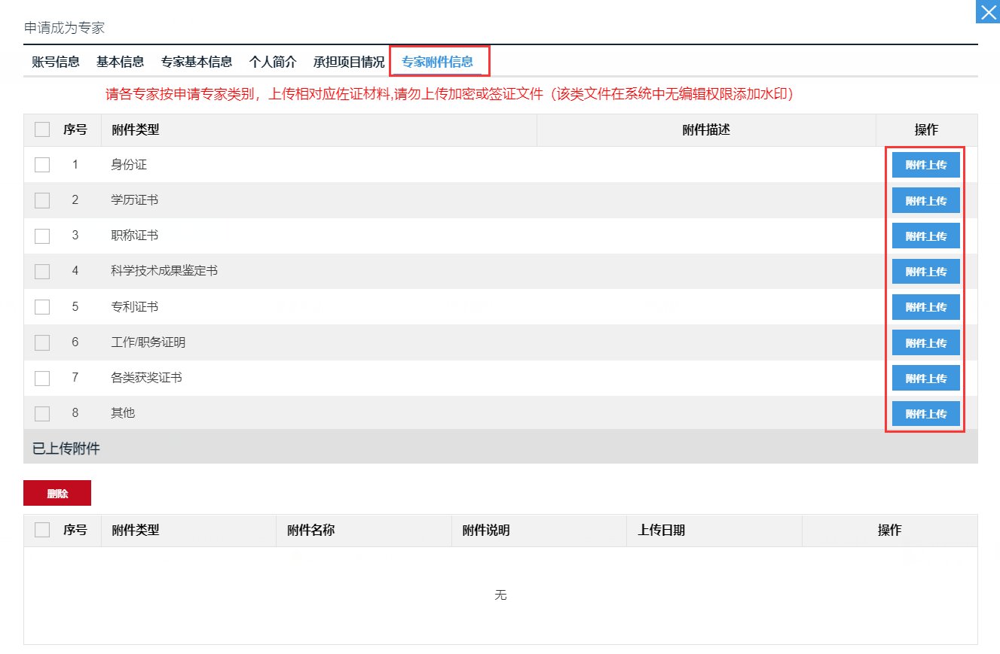 申请成为专家
账号信息 基本信息 专家基本信息 个人简介 承担项目情况 专家附件信息
请各专家按申请专家类别，上传相对应佐证材料,请勿上传加密或签证文件（该类文件在系统中无编辑权限添加水印）
序号 附件类型 附件描述 操作
1 身份证 附件上传
2 学历证书 附件上传
3 职称证书 附件上传
4 科学技术成果鉴定书 附件上传
5 专利证书 附件上传
6 工作/职务证明 附件上传
7 各类获奖证书 附件上传
8 其他 附件上传
已上传附件
删除
序号 附件类型 附件名称 附件说明 上传日期 操作
无